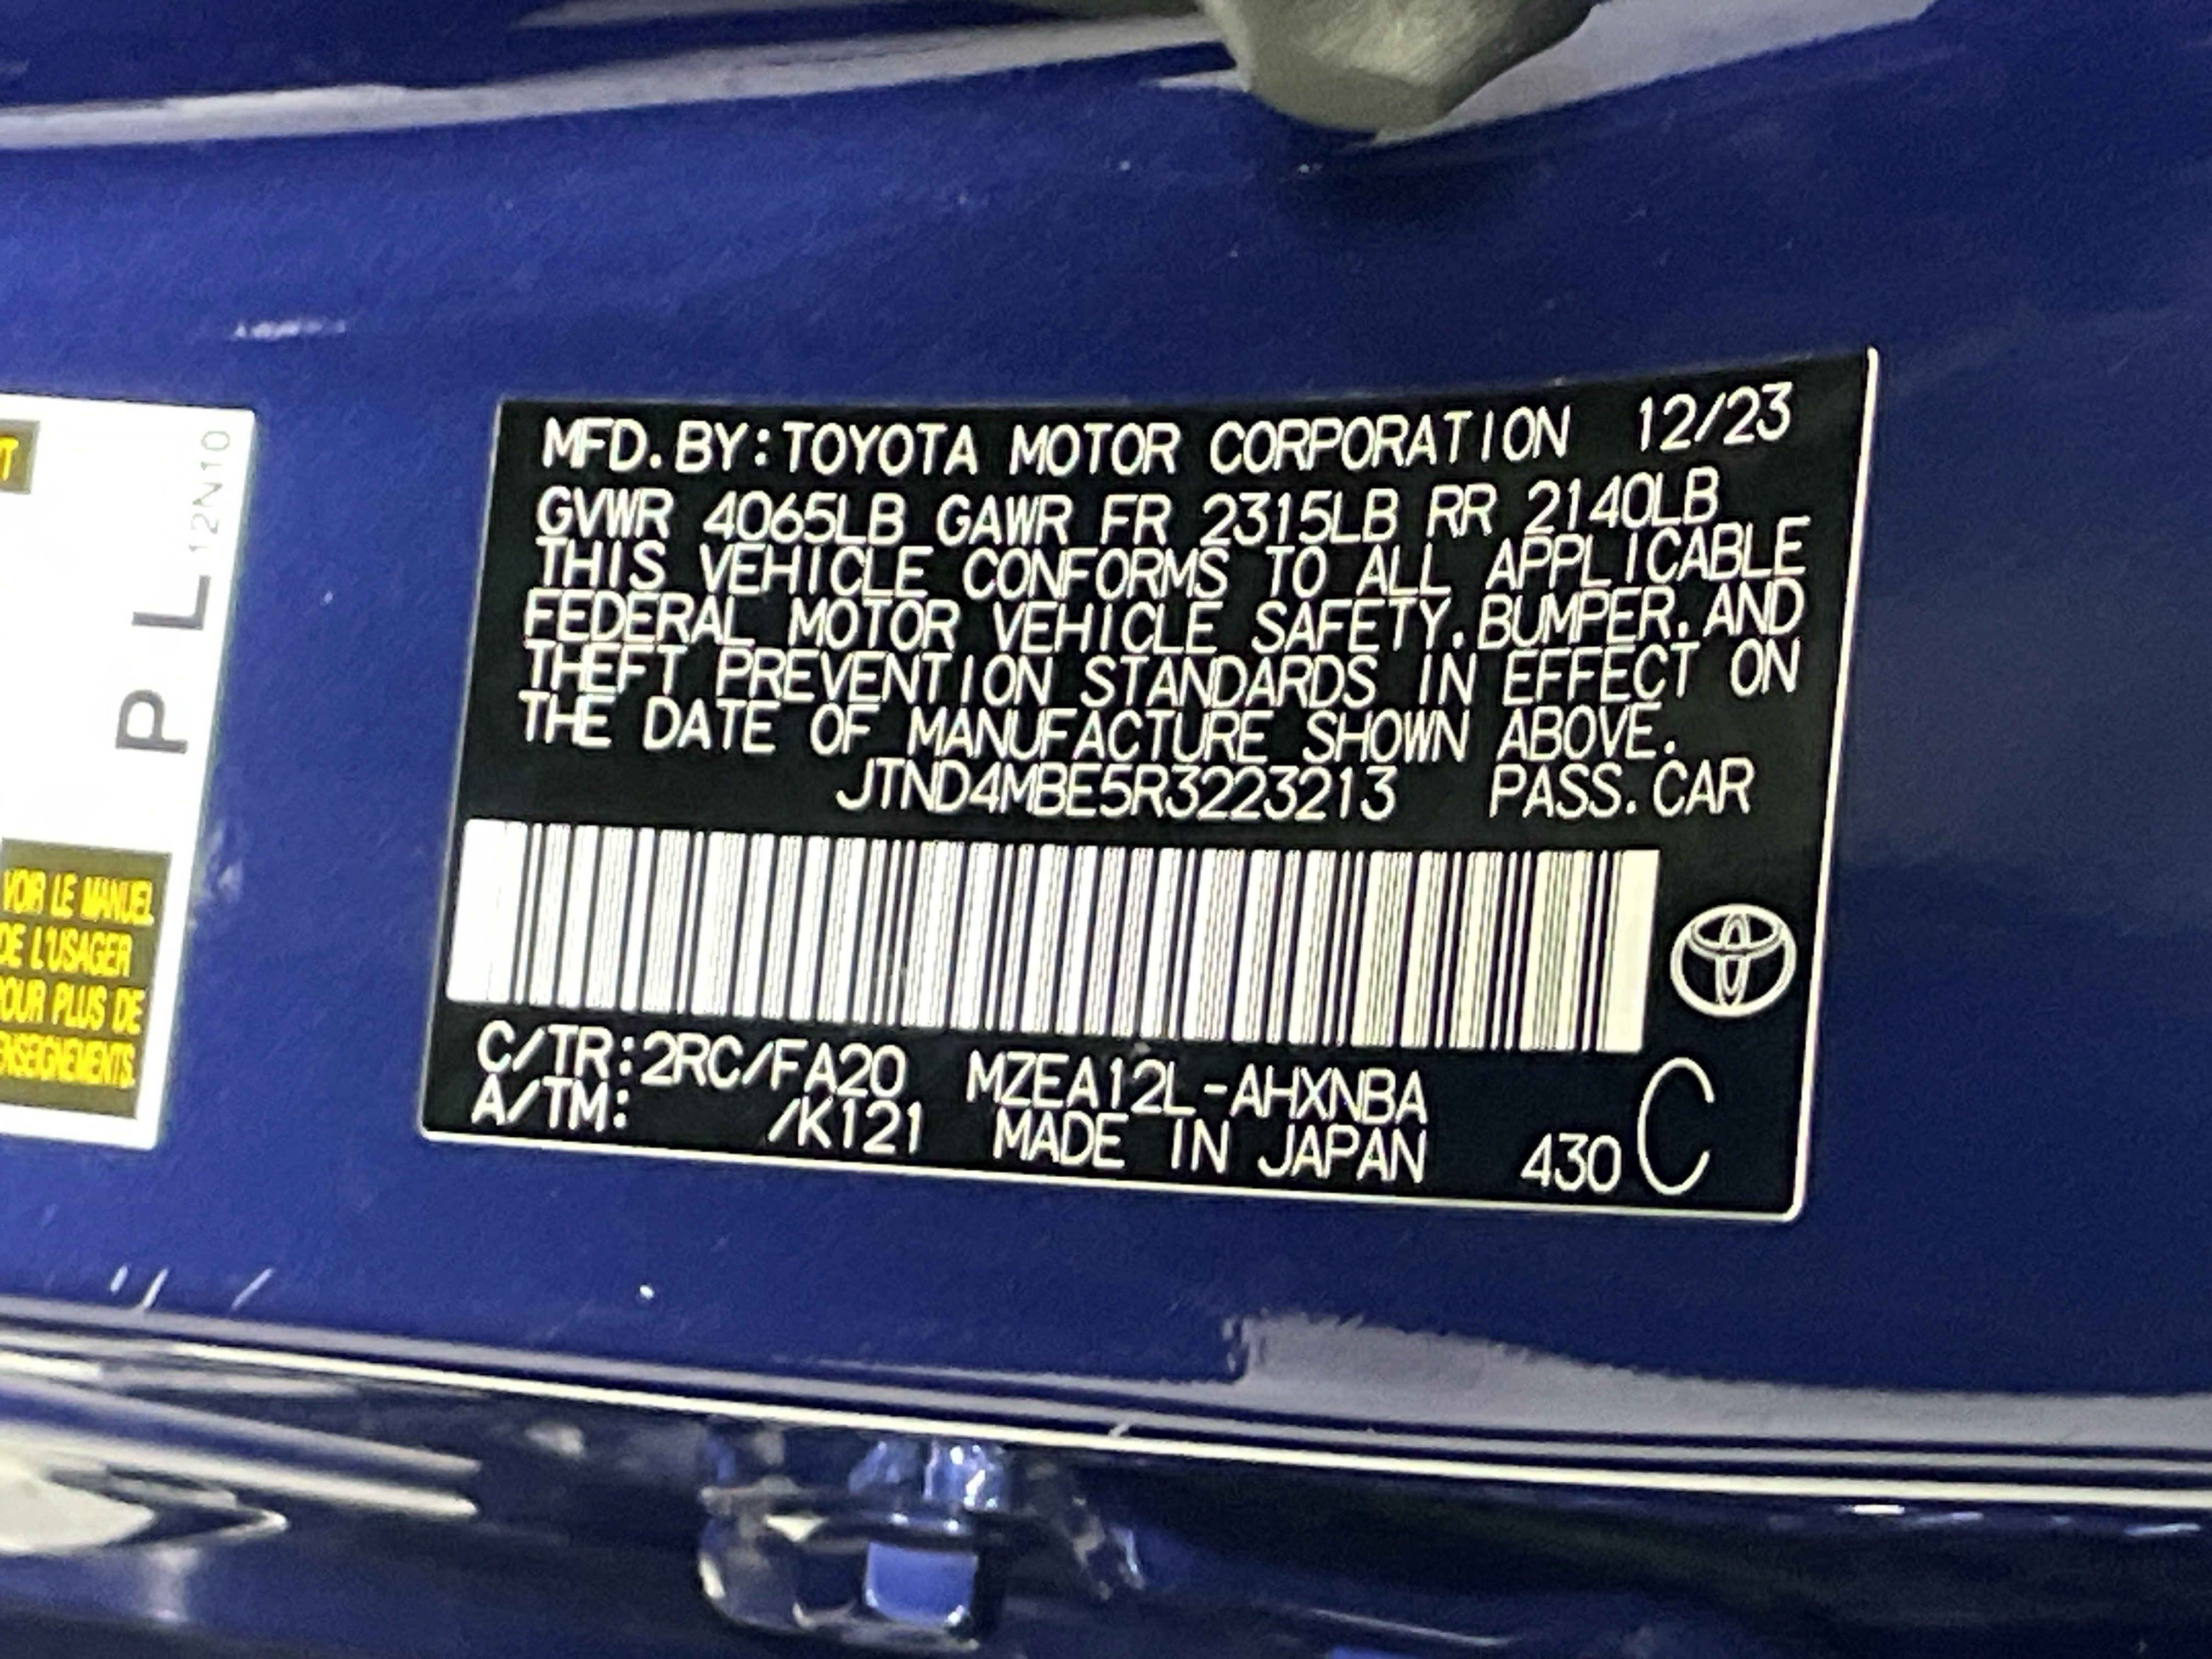 MFD.BY:TOYOTA MOTOR CORPORATION 12/23
GVWR 4065LB GAWR FR 2315LB RR 2140LB
THIS VEHICLE CONFORMS TO ALL APPLICABLE
FEDERAL MOTOR VEHICLE SAFETY,BUMPER,AND
THEFT PREVENTION STANDARDS IN EFFECT ON
THE DATE OF MANUFACTURE SHOWN ABOVE.
JTND4MBE5R3223213 PASS.CAR
C/TR:2RC/FA20 MZEA12L-AHXNBA
A/TM: /K121 MADE IN JAPAN 430 C
P L 12N10
VOIR LE MANUEL
DE L'USAGER
POUR PLUS DE